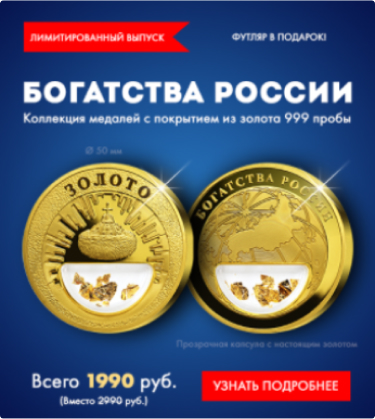 ЛИМИТИРОВАННЫЙ ВЫПУСК
ФУТЛЯР В ПОДАРОК!
БОГАТСТВА РОССИИ
Коллекция медалей с покрытием из золота 999 пробы
Ø 50 мм
ЗОЛОТО
БОГАТСТВА РОССИИ
Прозрачная капсула с настоящим золотом
Всего 1990 руб.
(Вместо 2990 руб.)
УЗНАТЬ ПОДРОБНЕЕ